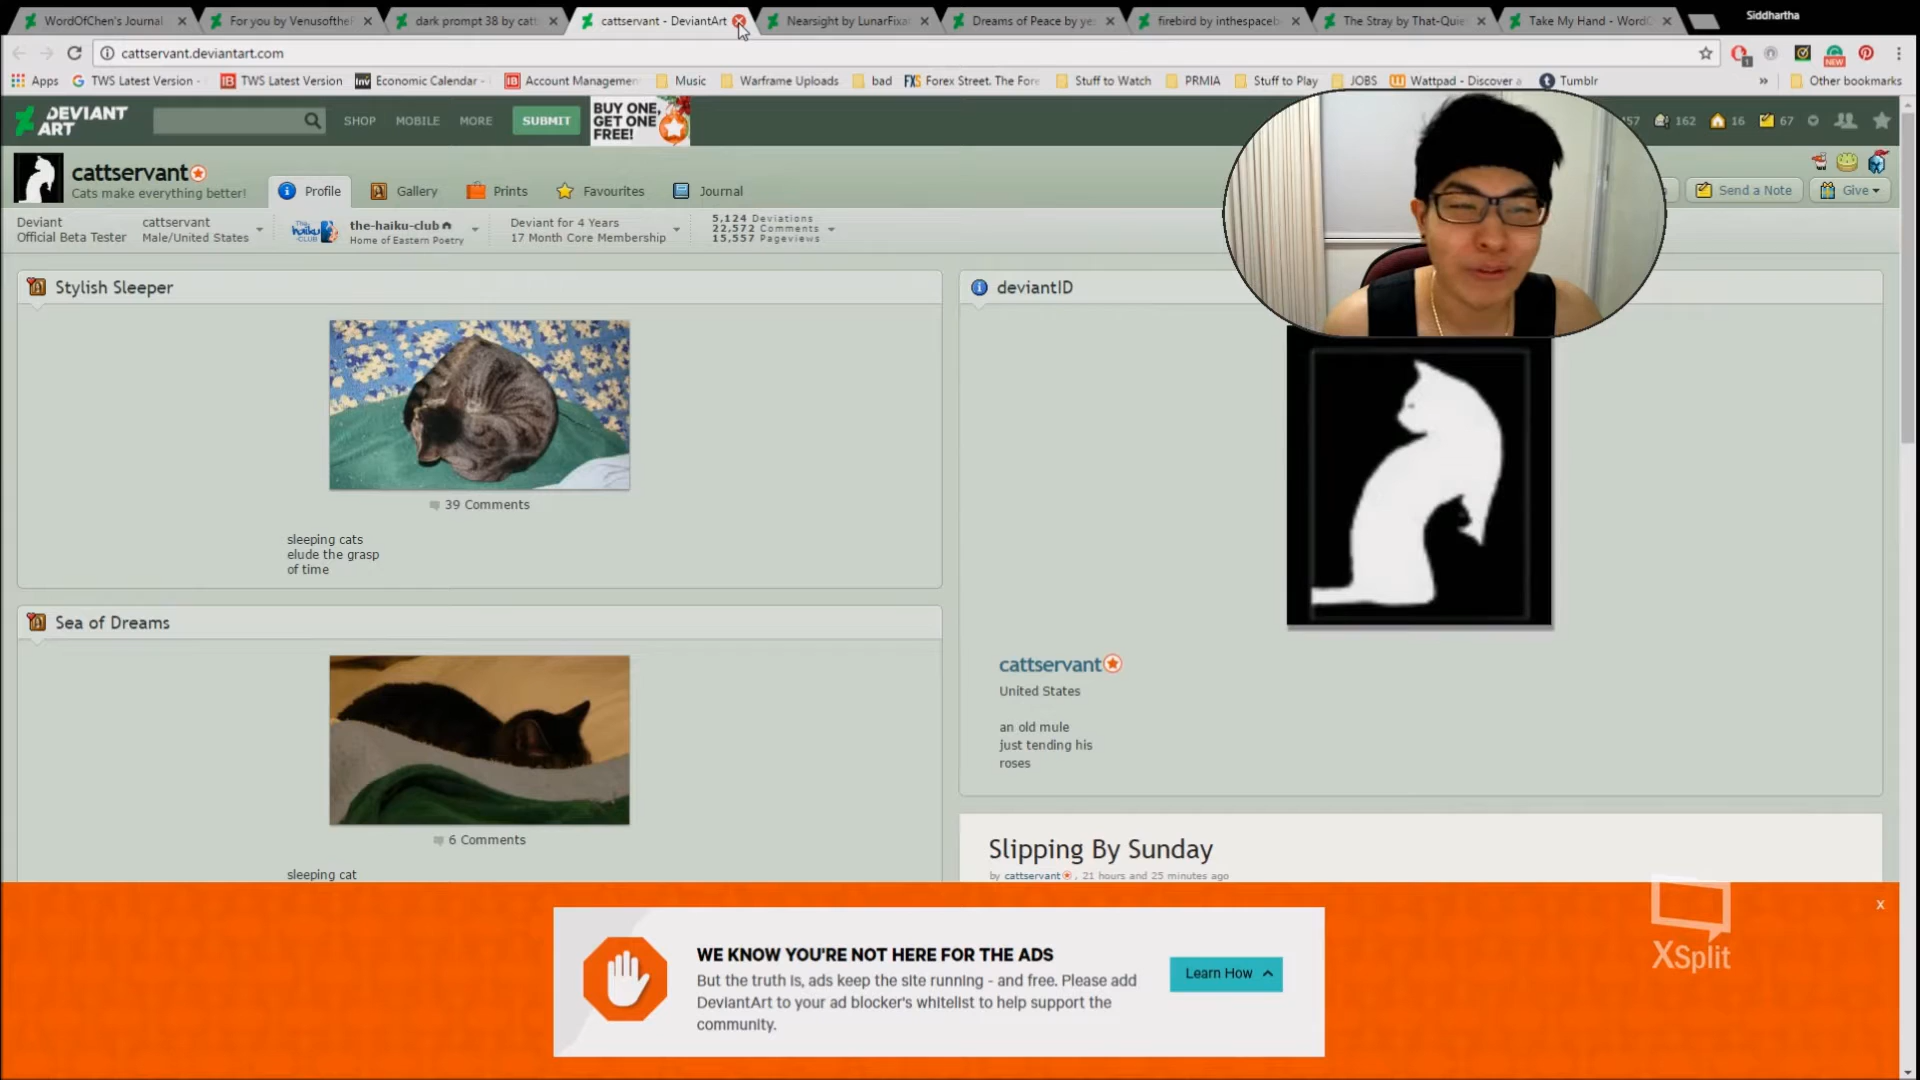 WordOfChen's Journal
For you by Venusofthe
dark prompt 38 by catt
cattservant - DeviantArt
Nearsight by LunarFixa
Dreams of Peace by ye
firebird by inthespaceb
The Stray by That-Quie
Take My Hand - Word
Siddhartha
cattservant.deviantart.com
Apps
TWS Latest Version -
TWS Latest Version
Economic Calendar -
Account Managemen
Music
Warframe Uploads
bad
Forex Street. The Fore
Stuff to Watch
PRMIA
Stuff to Play
JOBS
Wattpad - Discover a
Tumblr
»
Other bookmarks
NEW
DEVIANT
ART
SHOP
MOBILE
MORE
SUBMIT
BUY ONE,
GET ONE
FREE!
57
162
16
67
cattservant
Cats make everything better!
Profile
Gallery
Prints
Favourites
Journal
Send a Note
Give
Deviant
Official Beta Tester
cattservant
Male/United States
the-haiku-club
Home of Eastern Poetry
Deviant for 4 Years
17 Month Core Membership
5,124 Deviations
22,572 Comments
15,557 Pageviews
Stylish Sleeper
39 Comments
sleeping cats
elude the grasp
of time
Sea of Dreams
6 Comments
sleeping cat
deviantID
cattservant
United States
an old mule
just tending his
roses
Slipping By Sunday
by cattservant , 21 hours and 25 minutes ago
WE KNOW YOU'RE NOT HERE FOR THE ADS
But the truth is, ads keep the site running - and free. Please add
DeviantArt to your ad blocker's whitelist to help support the
community.
Learn How
x
XSplit